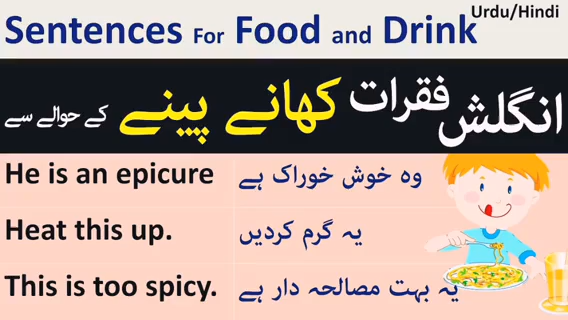 Sentences For Food and Drink
Urdu/Hindi
انگلش فقرات کھانے پینے کے حوالے سے
He is an epicure
وہ خوش خوراک ہے
Heat this up.
یہ گرم کردیں
This is too spicy.
یہ بہت مصالحہ دار ہے